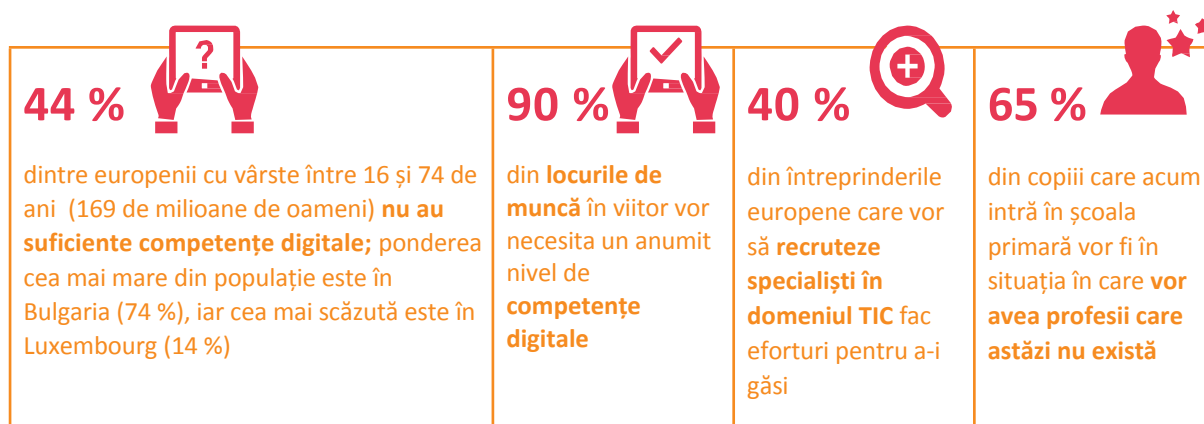 ?
44 %
dintre europenii cu vârste între 16 și 74 de
ani  (169 de milioane de oameni) nu au
suficiente competențe digitale; ponderea
cea mai mare din populație este în
Bulgaria (74 %), iar cea mai scăzută este în
Luxembourg (14 %)
90 %
din locurile de
muncă în viitor vor
necesita un anumit
nivel de
competențe
digitale
40 %
din întreprinderile
europene care vor
să recruteze
specialiști în
domeniul TIC fac
eforturi pentru a-i
găsi
65 %
din copiii care acum
intră în școala
primară vor fi în
situația în care vor
avea profesii care
astăzi nu există